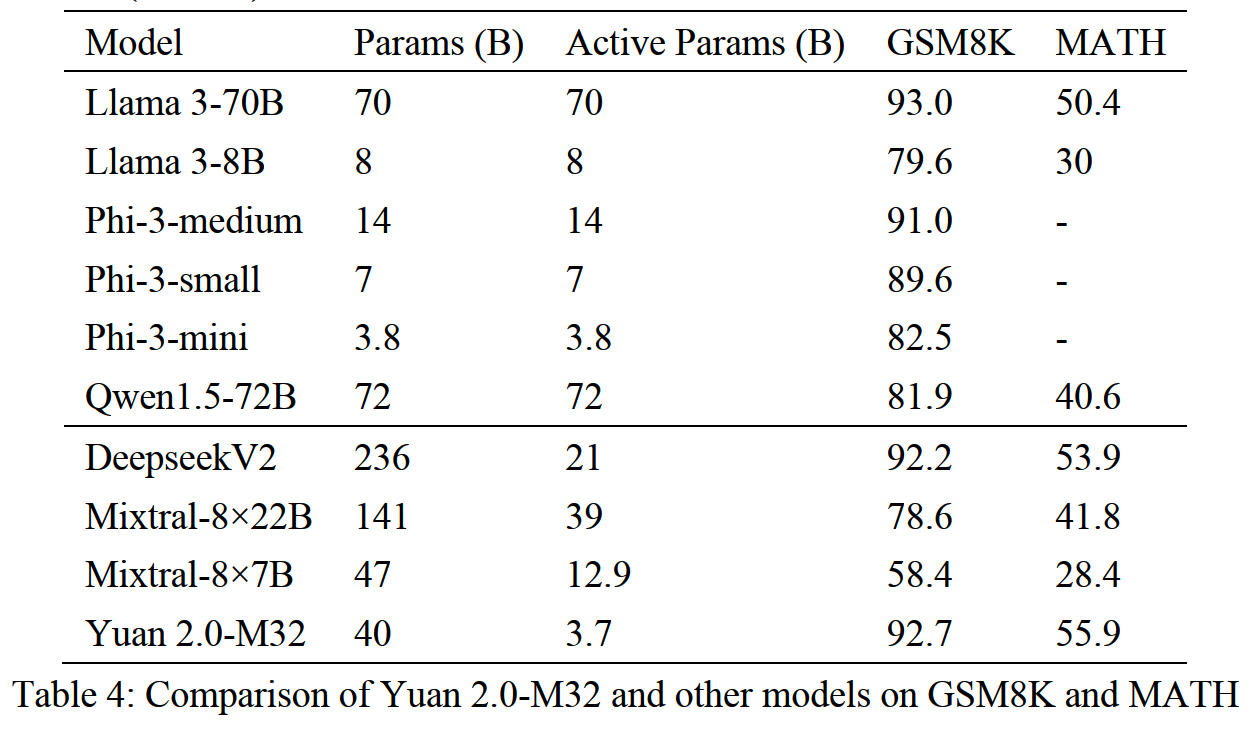 Model Params (B) Active Params (B) GSM8K MATH
Llama 3-70B 70 70 93.0 50.4
Llama 3-8B 8 8 79.6 30
Phi-3-medium 14 14 91.0 -
Phi-3-small 7 7 89.6 -
Phi-3-mini 3.8 3.8 82.5 -
Qwen1.5-72B 72 72 81.9 40.6
DeepseekV2 236 21 92.2 53.9
Mixtral-8×22B 141 39 78.6 41.8
Mixtral-8×7B 47 12.9 58.4 28.4
Yuan 2.0-M32 40 3.7 92.7 55.9
Table 4: Comparison of Yuan 2.0-M32 and other models on GSM8K and MATH